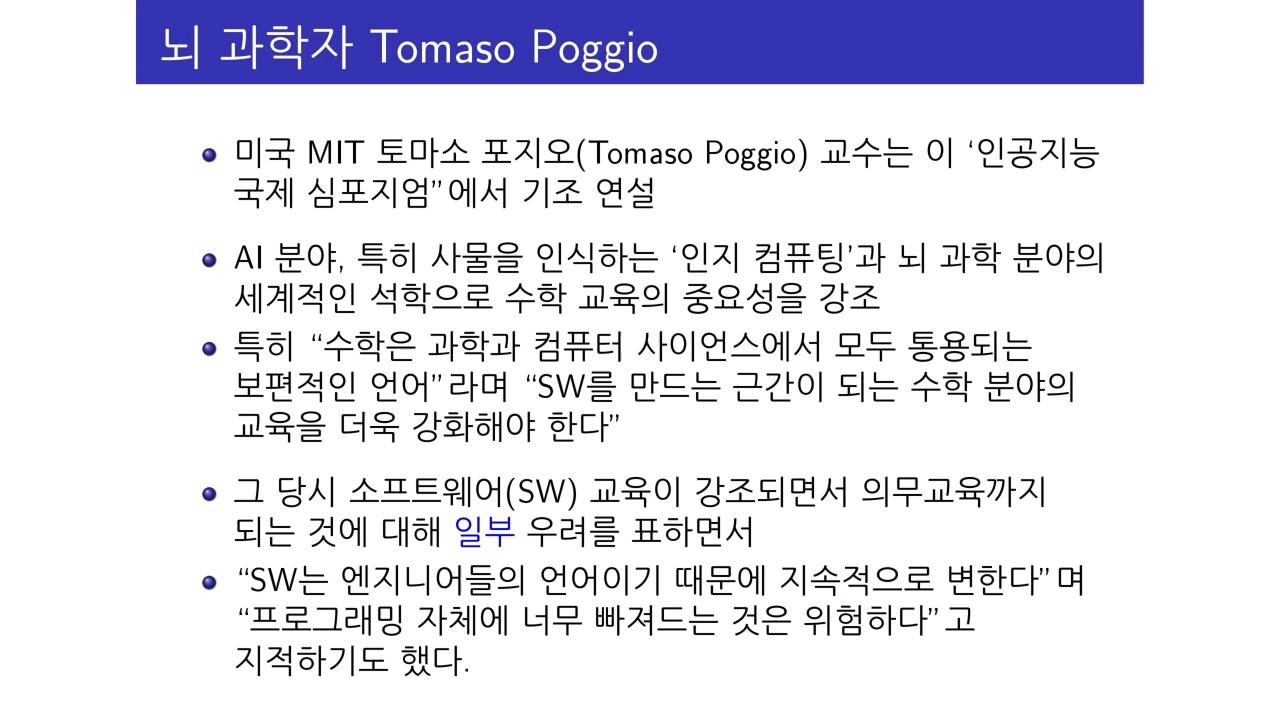 뇌 과학자 Tomaso Poggio
미국 MIT 토마소 포지오(Tomaso Poggio) 교수는 이 ‘인공지능
국제 심포지엄”에서 기조 연설
AI 분야, 특히 사물을 인식하는 ‘인지 컴퓨팅’과 뇌 과학 분야의
세계적인 석학으로 수학 교육의 중요성을 강조
특히 “수학은 과학과 컴퓨터 사이언스에서 모두 통용되는
보편적인 언어”라며 “SW를 만드는 근간이 되는 수학 분야의
교육을 더욱 강화해야 한다”
그 당시 소프트웨어(SW) 교육이 강조되면서 의무교육까지
되는 것에 대해 일부 우려를 표하면서
“SW는 엔지니어들의 언어이기 때문에 지속적으로 변한다”며
“프로그래밍 자체에 너무 빠져드는 것은 위험하다”고
지적하기도 했다.